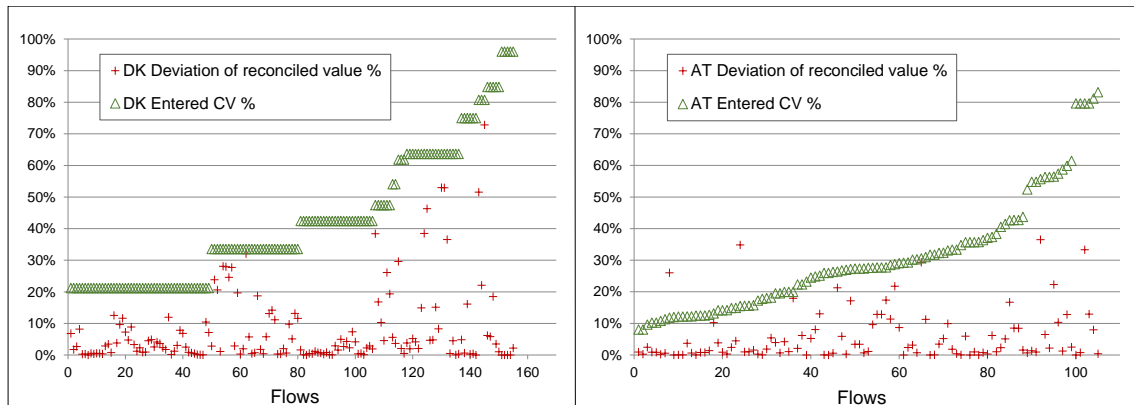 100%
90%
80%
70%
60%
50%
40%
30%
20%
10%
0%
DK Deviation of reconciled value %
DK Entered CV %
0 20 40 60 80 100 120 140 160
Flows
100%
90%
80%
70%
60%
50%
40%
30%
20%
10%
0%
AT Deviation of reconciled value %
AT Entered CV %
0 20 40 60 80 100
Flows